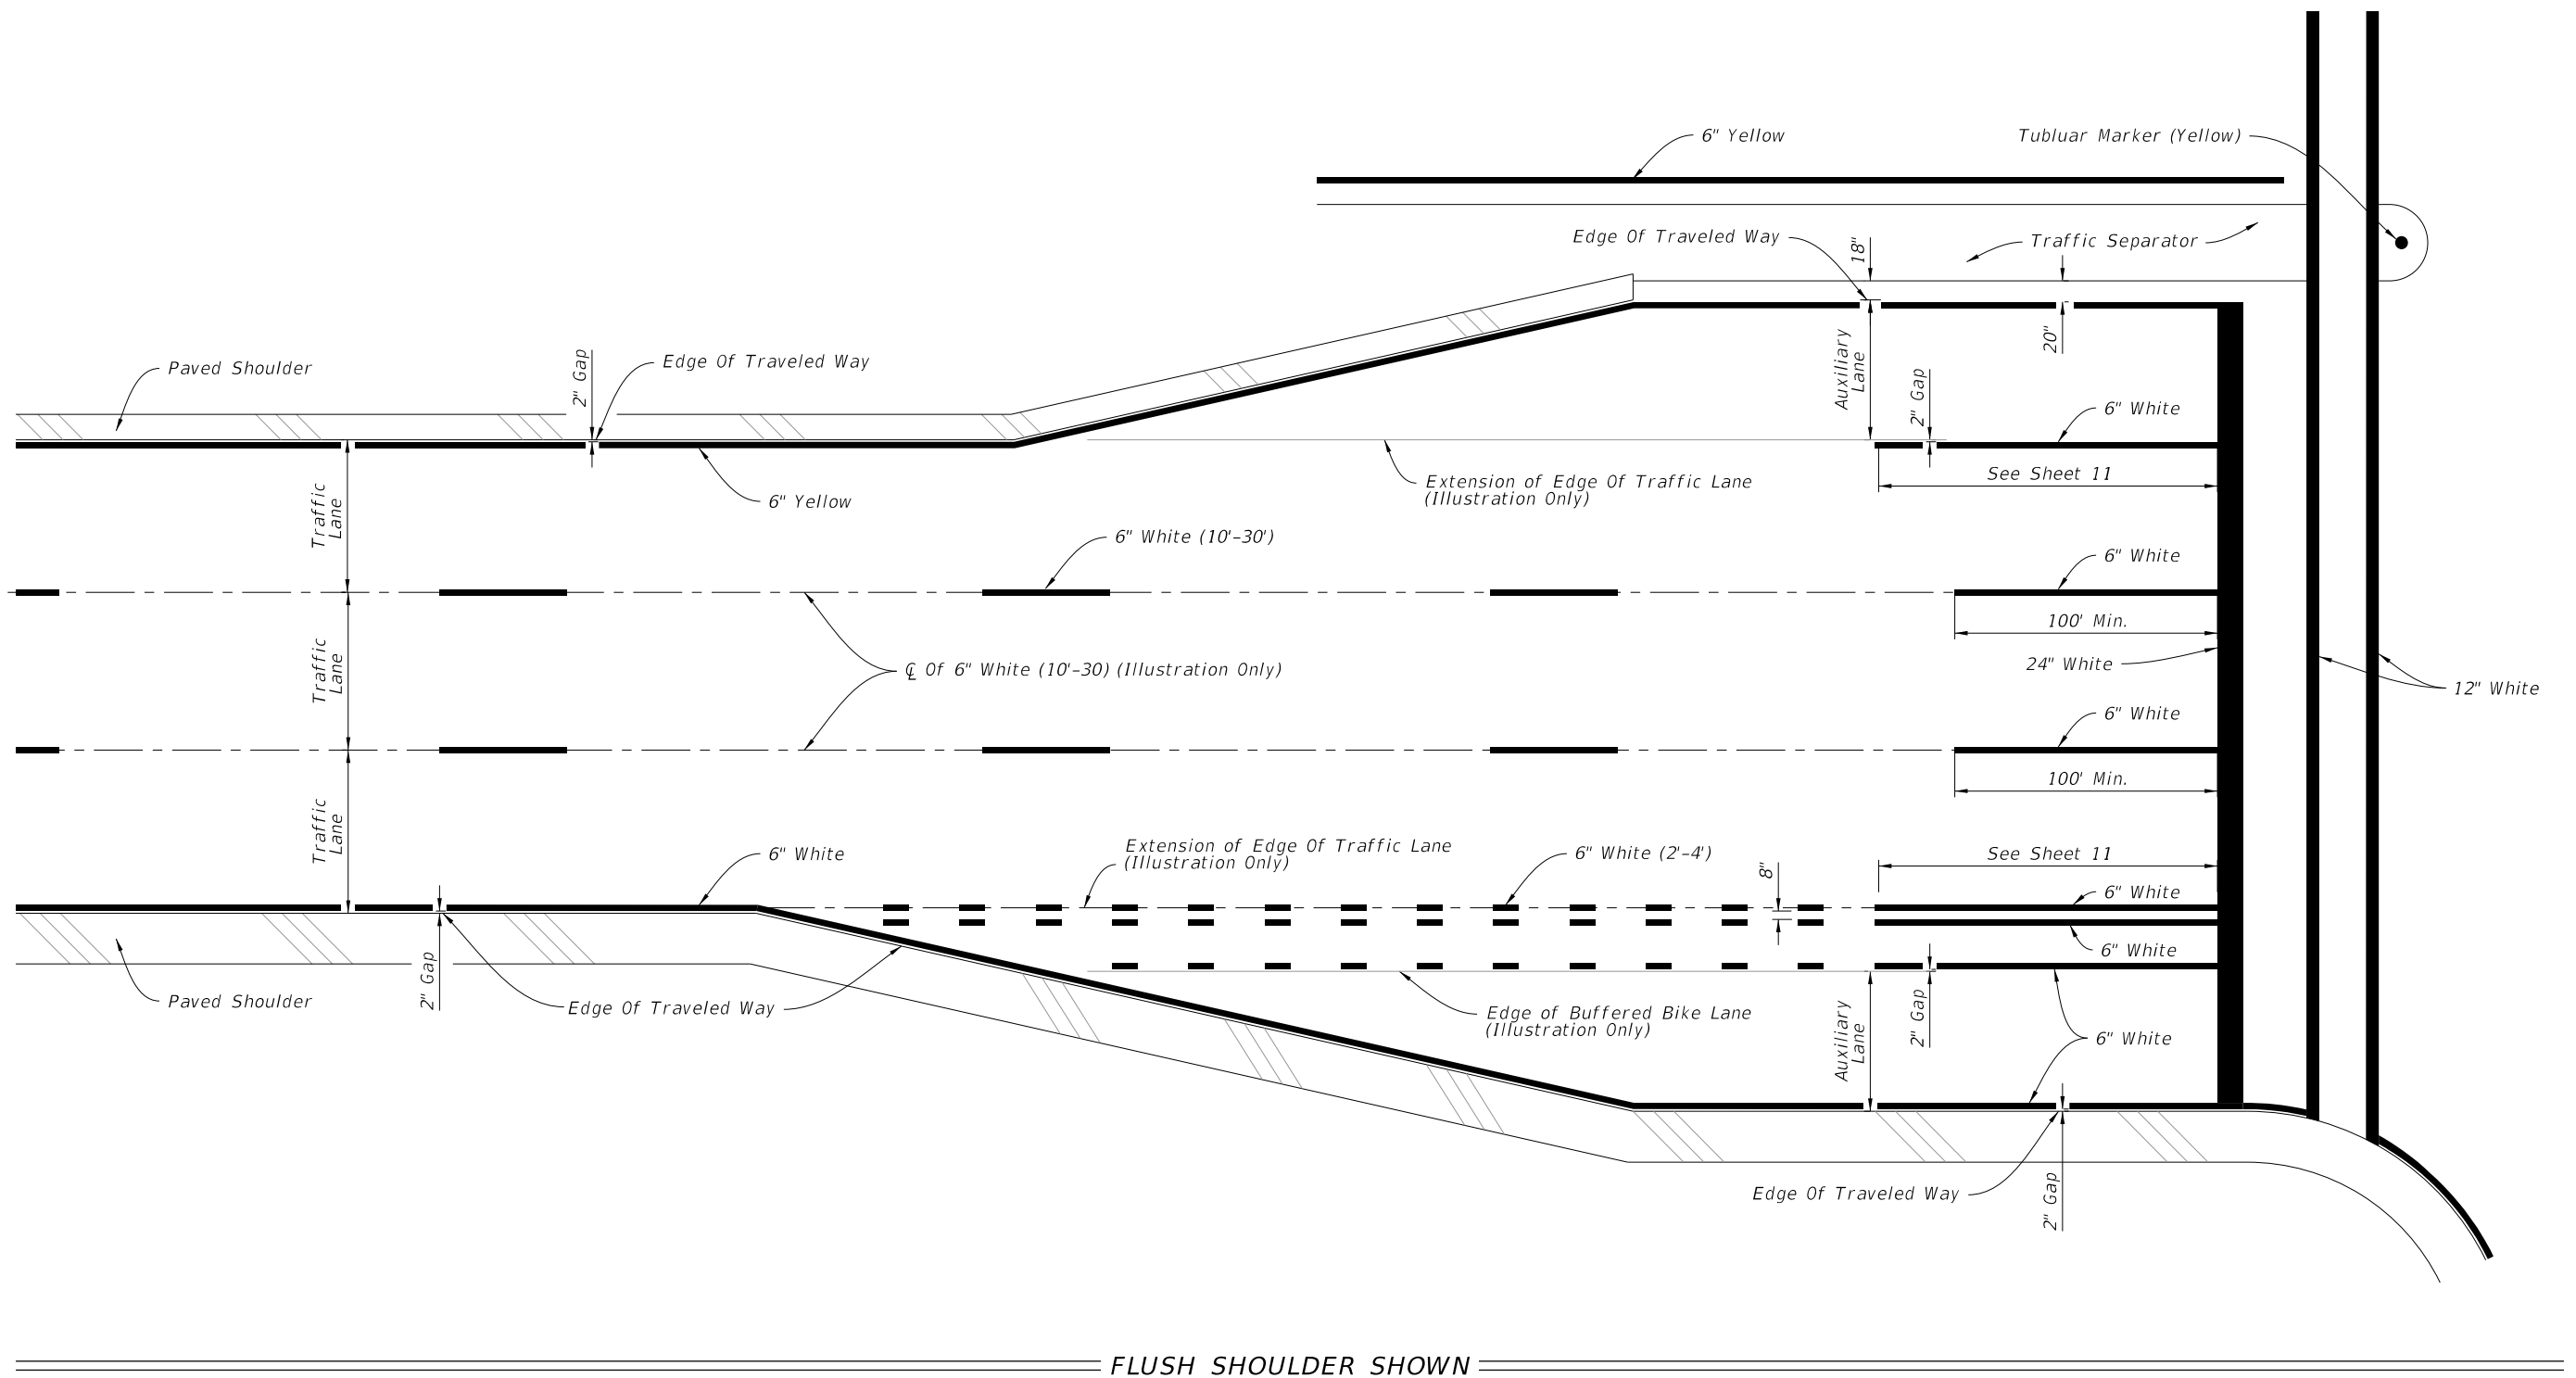 6" Yellow
Tubluar Marker (Yellow)
Edge Of Traveled Way
18"
Traffic Separator
20"
Paved Shoulder
2" Gap
Edge Of Traveled Way
Auxiliary
Lane
2" Gap
6" White
Traffic
Lane
6" Yellow
Extension of Edge Of Traffic Lane
(Illustration Only)
See Sheet 11
6" White (10'-30')
6" White
100' Min.
Traffic
Lane
℄ Of 6" White (10'-30) (Illustration Only)
24" White
12" White
6" White
100' Min.
Traffic
Lane
6" White
Extension of Edge Of Traffic Lane
(Illustration Only)
6" White (2'-4')
8"
See Sheet 11
6" White
6" White
Paved Shoulder
2" Gap
Edge Of Traveled Way
Edge of Buffered Bike Lane
(Illustration Only)
Auxiliary
Lane
2" Gap
6" White
Edge Of Traveled Way
2" Gap
FLUSH SHOULDER SHOWN